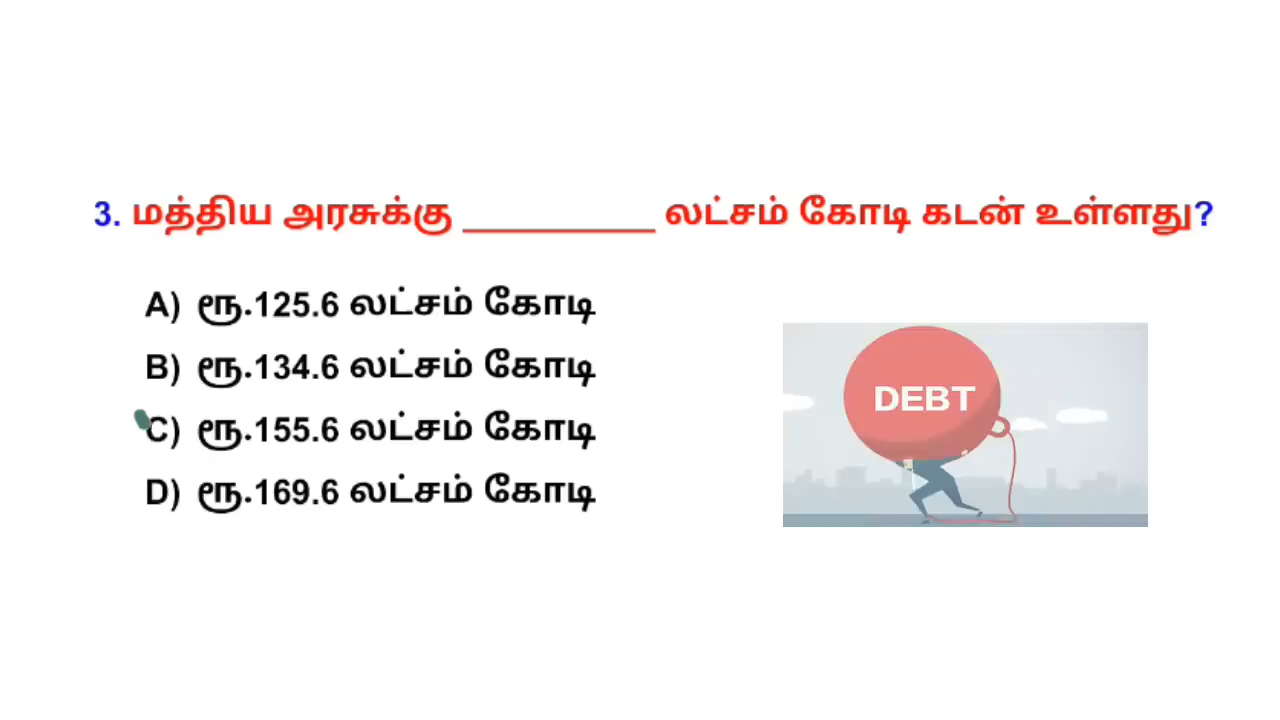 3. மத்திய அரசுக்கு __________ லட்சம் கோடி கடன் உள்ளது?
A) ரூ.125.6 லட்சம் கோடி
B) ரூ.134.6 லட்சம் கோடி
C) ரூ.155.6 லட்சம் கோடி
D) ரூ.169.6 லட்சம் கோடி
DEBT